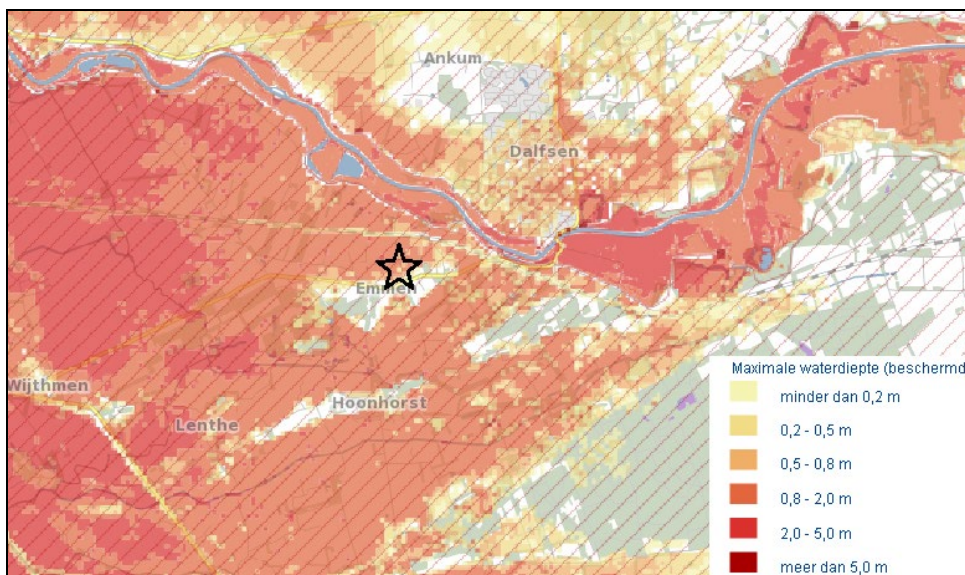 Ankum
Dalfsen
Emmen
Wijthmen
Hoonhorst
Lenthe
Maximale waterdiepte (beschermd
minder dan 0,2 m
0,2 - 0,5 m
0,5 - 0,8 m
0,8 - 2,0 m
2,0 - 5,0 m
meer dan 5,0 m